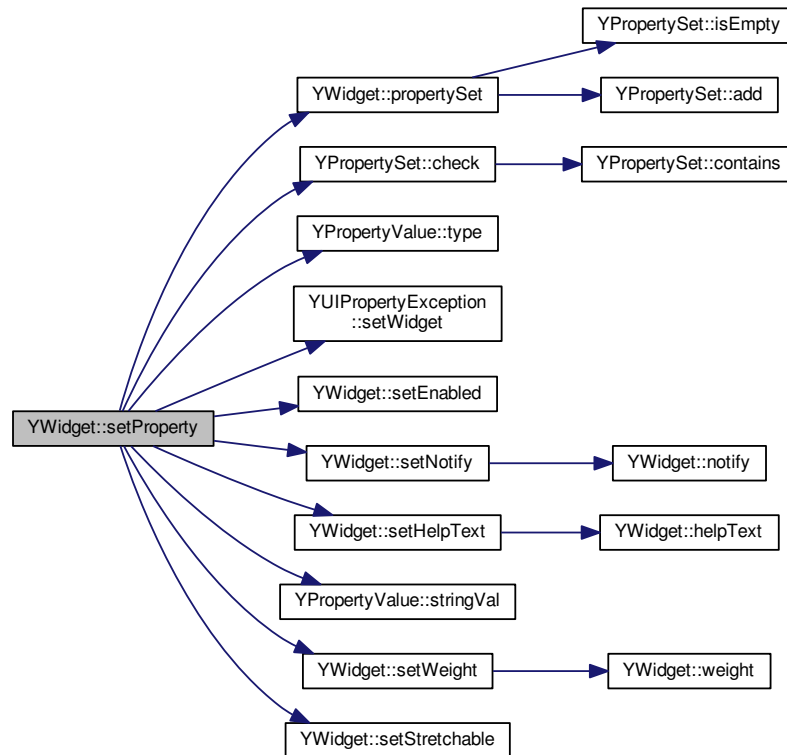 YPropertySet::isEmpty
YWidget::propertySet
YPropertySet::add
YPropertySet::check
YPropertySet::contains
YPropertyValue::type
YUIPropertyException
::setWidget
YWidget::setEnabled
YWidget::setProperty
YWidget::setNotify
YWidget::notify
YWidget::setHelpText
YWidget::helpText
YPropertyValue::stringVal
YWidget::setWeight
YWidget::weight
YWidget::setStretchable